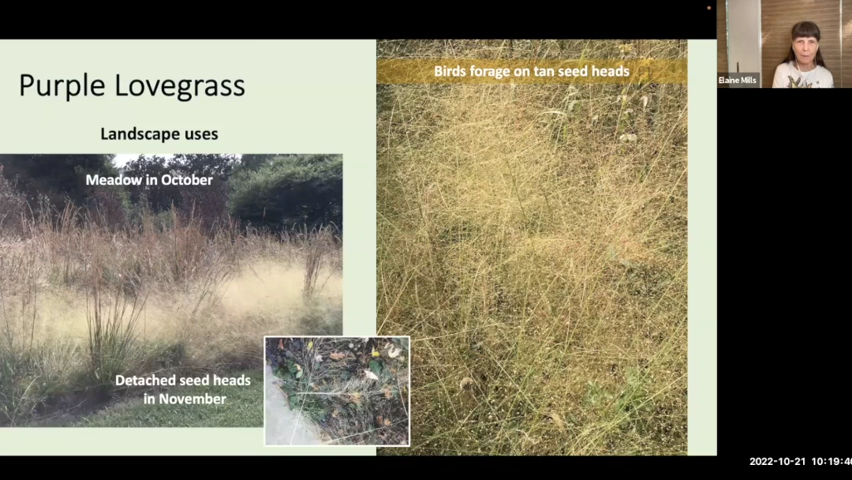 Purple Lovegrass
Landscape uses
Meadow in October
Detached seed heads
in November
Birds forage on tan seed heads
Elaine Mills
2022-10-21 10:19:46